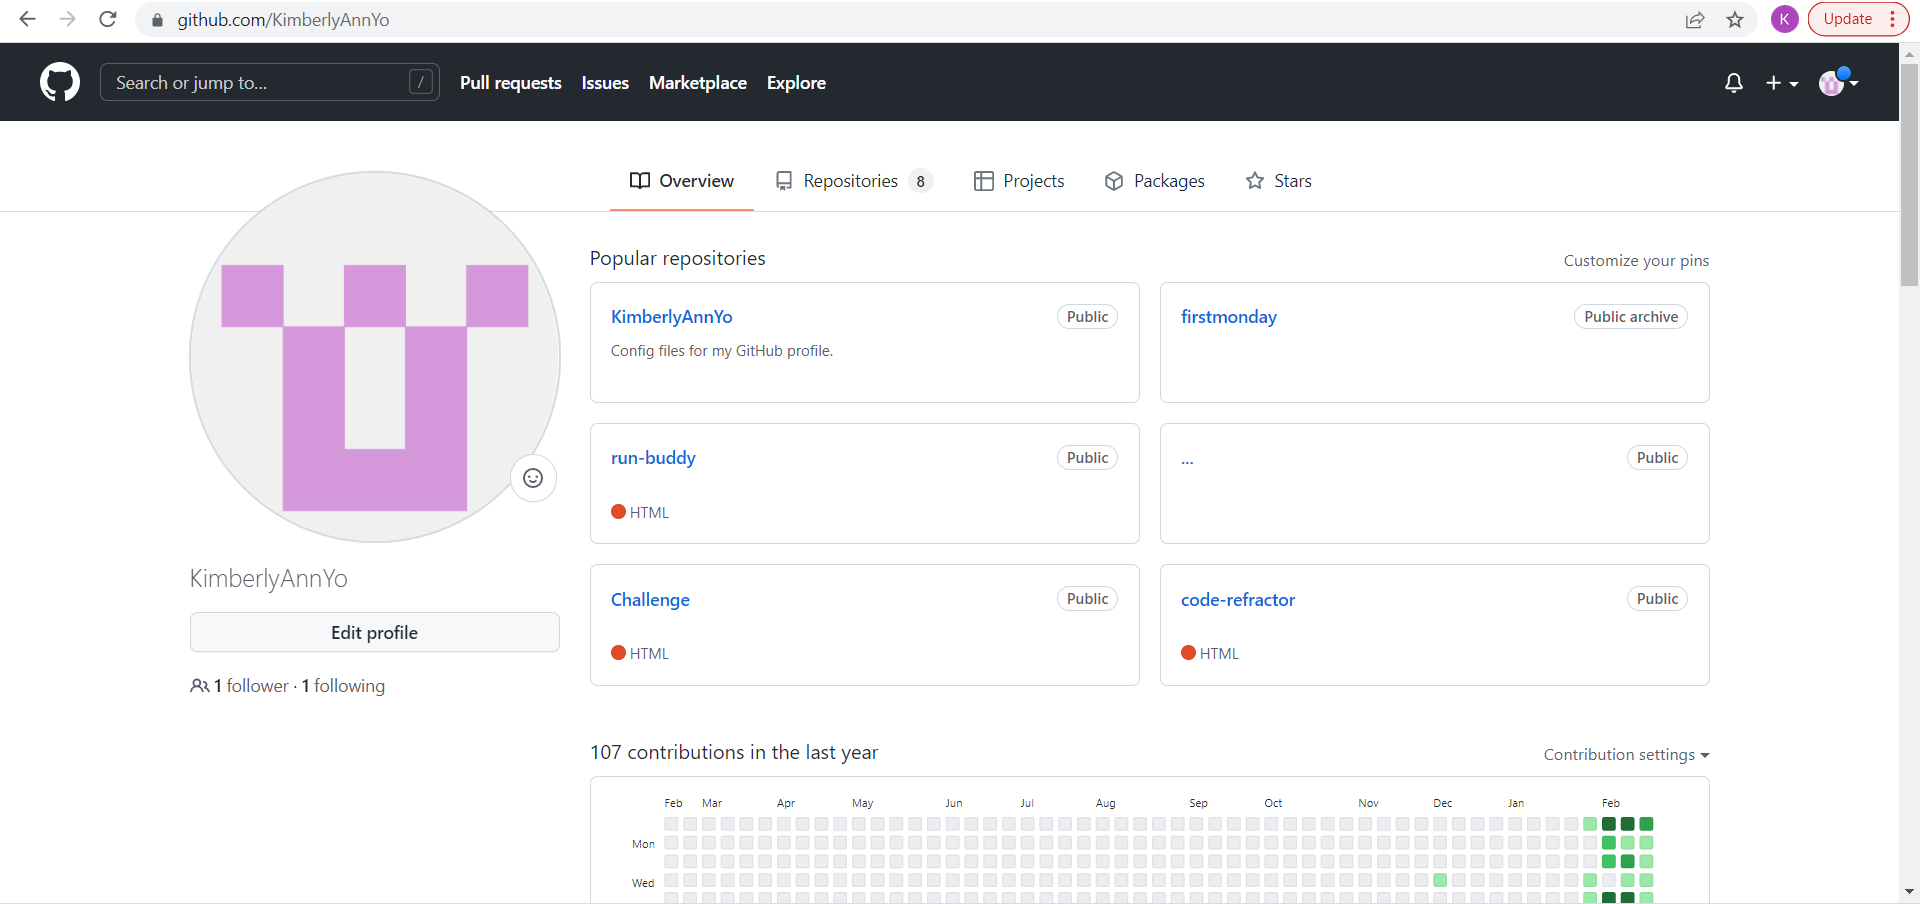 github.com/KimberlyAnnYo
K
Update
Search or jump to...
/
Pull requests
Issues
Marketplace
Explore
Overview
Repositories 8
Projects
Packages
Stars
Popular repositories
Customize your pins
KimberlyAnnYo
Public
Config files for my GitHub profile.
firstmonday
Public archive
run-buddy
Public
HTML
...
Public
Challenge
Public
HTML
code-refractor
Public
HTML
KimberlyAnnYo
Edit profile
1 follower · 1 following
107 contributions in the last year
Contribution settings
Feb Mar Apr May Jun Jul Aug Sep Oct Nov Dec Jan Feb
Mon
Wed